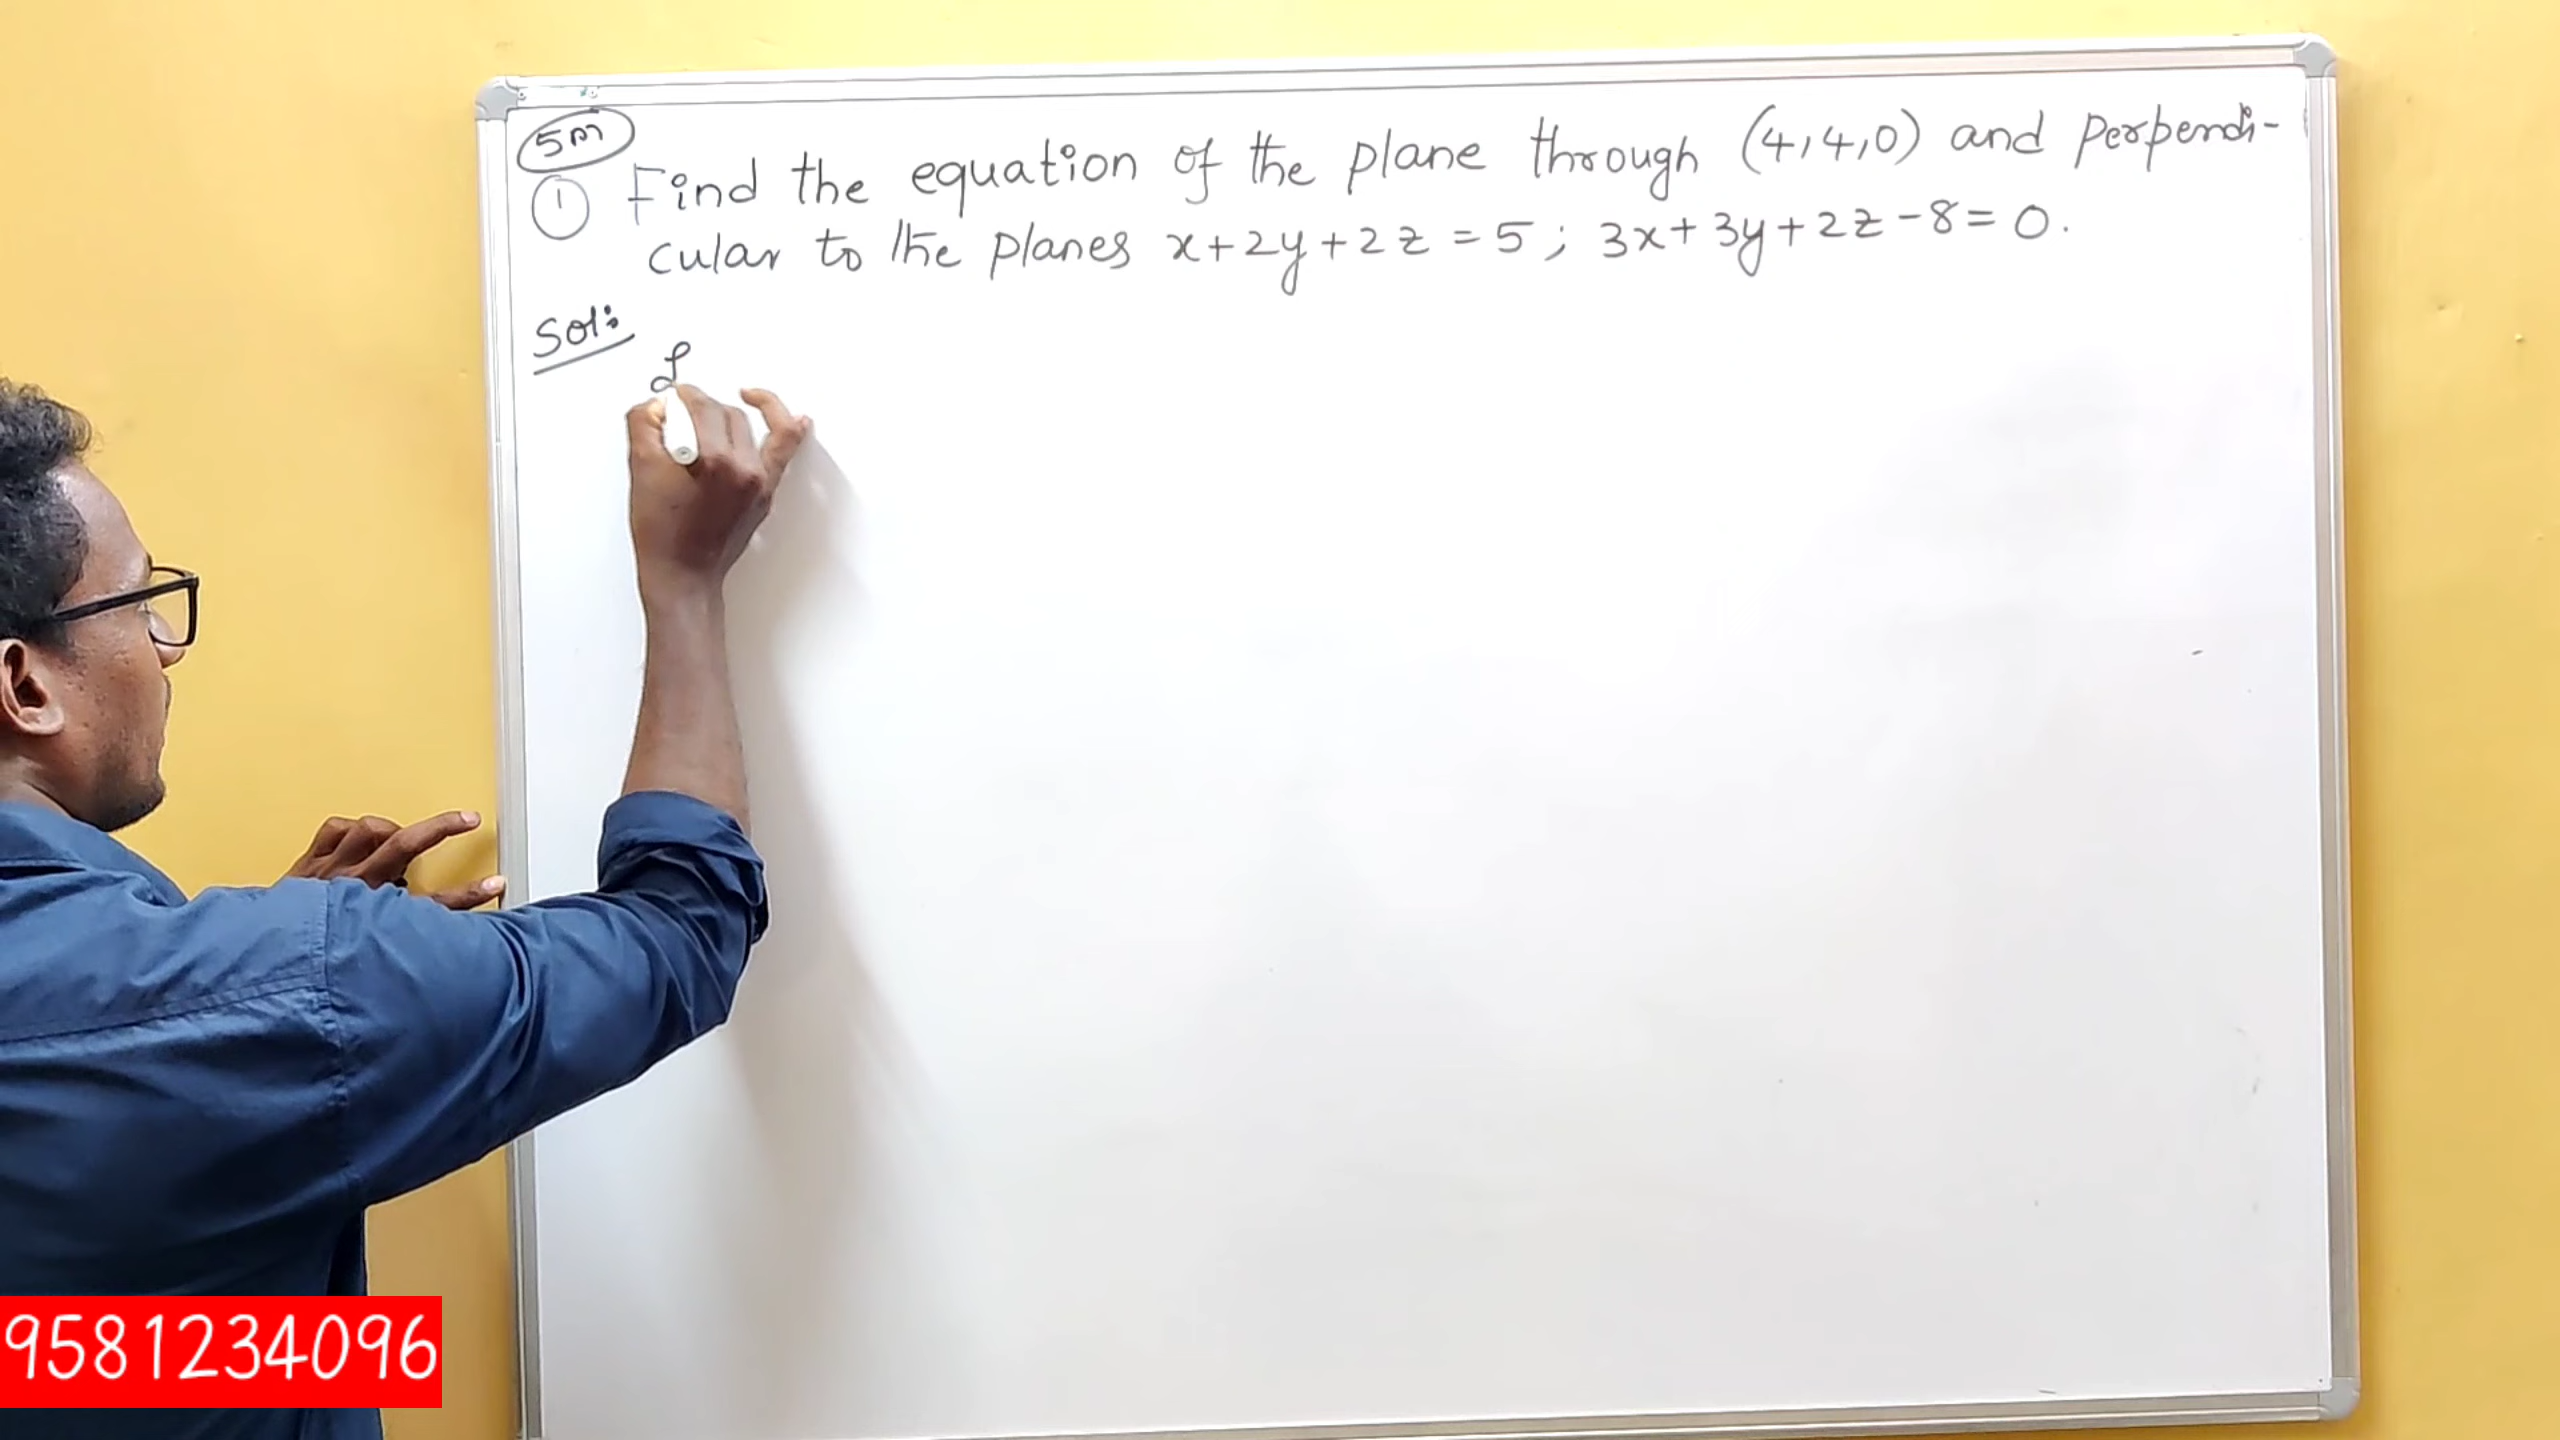 5m
① Find the equation of the plane through (4,4,0) and perpendi-
cular to the planes x+2y+2z=5; 3x+3y+2z-8=0.
Sol:
9581234096